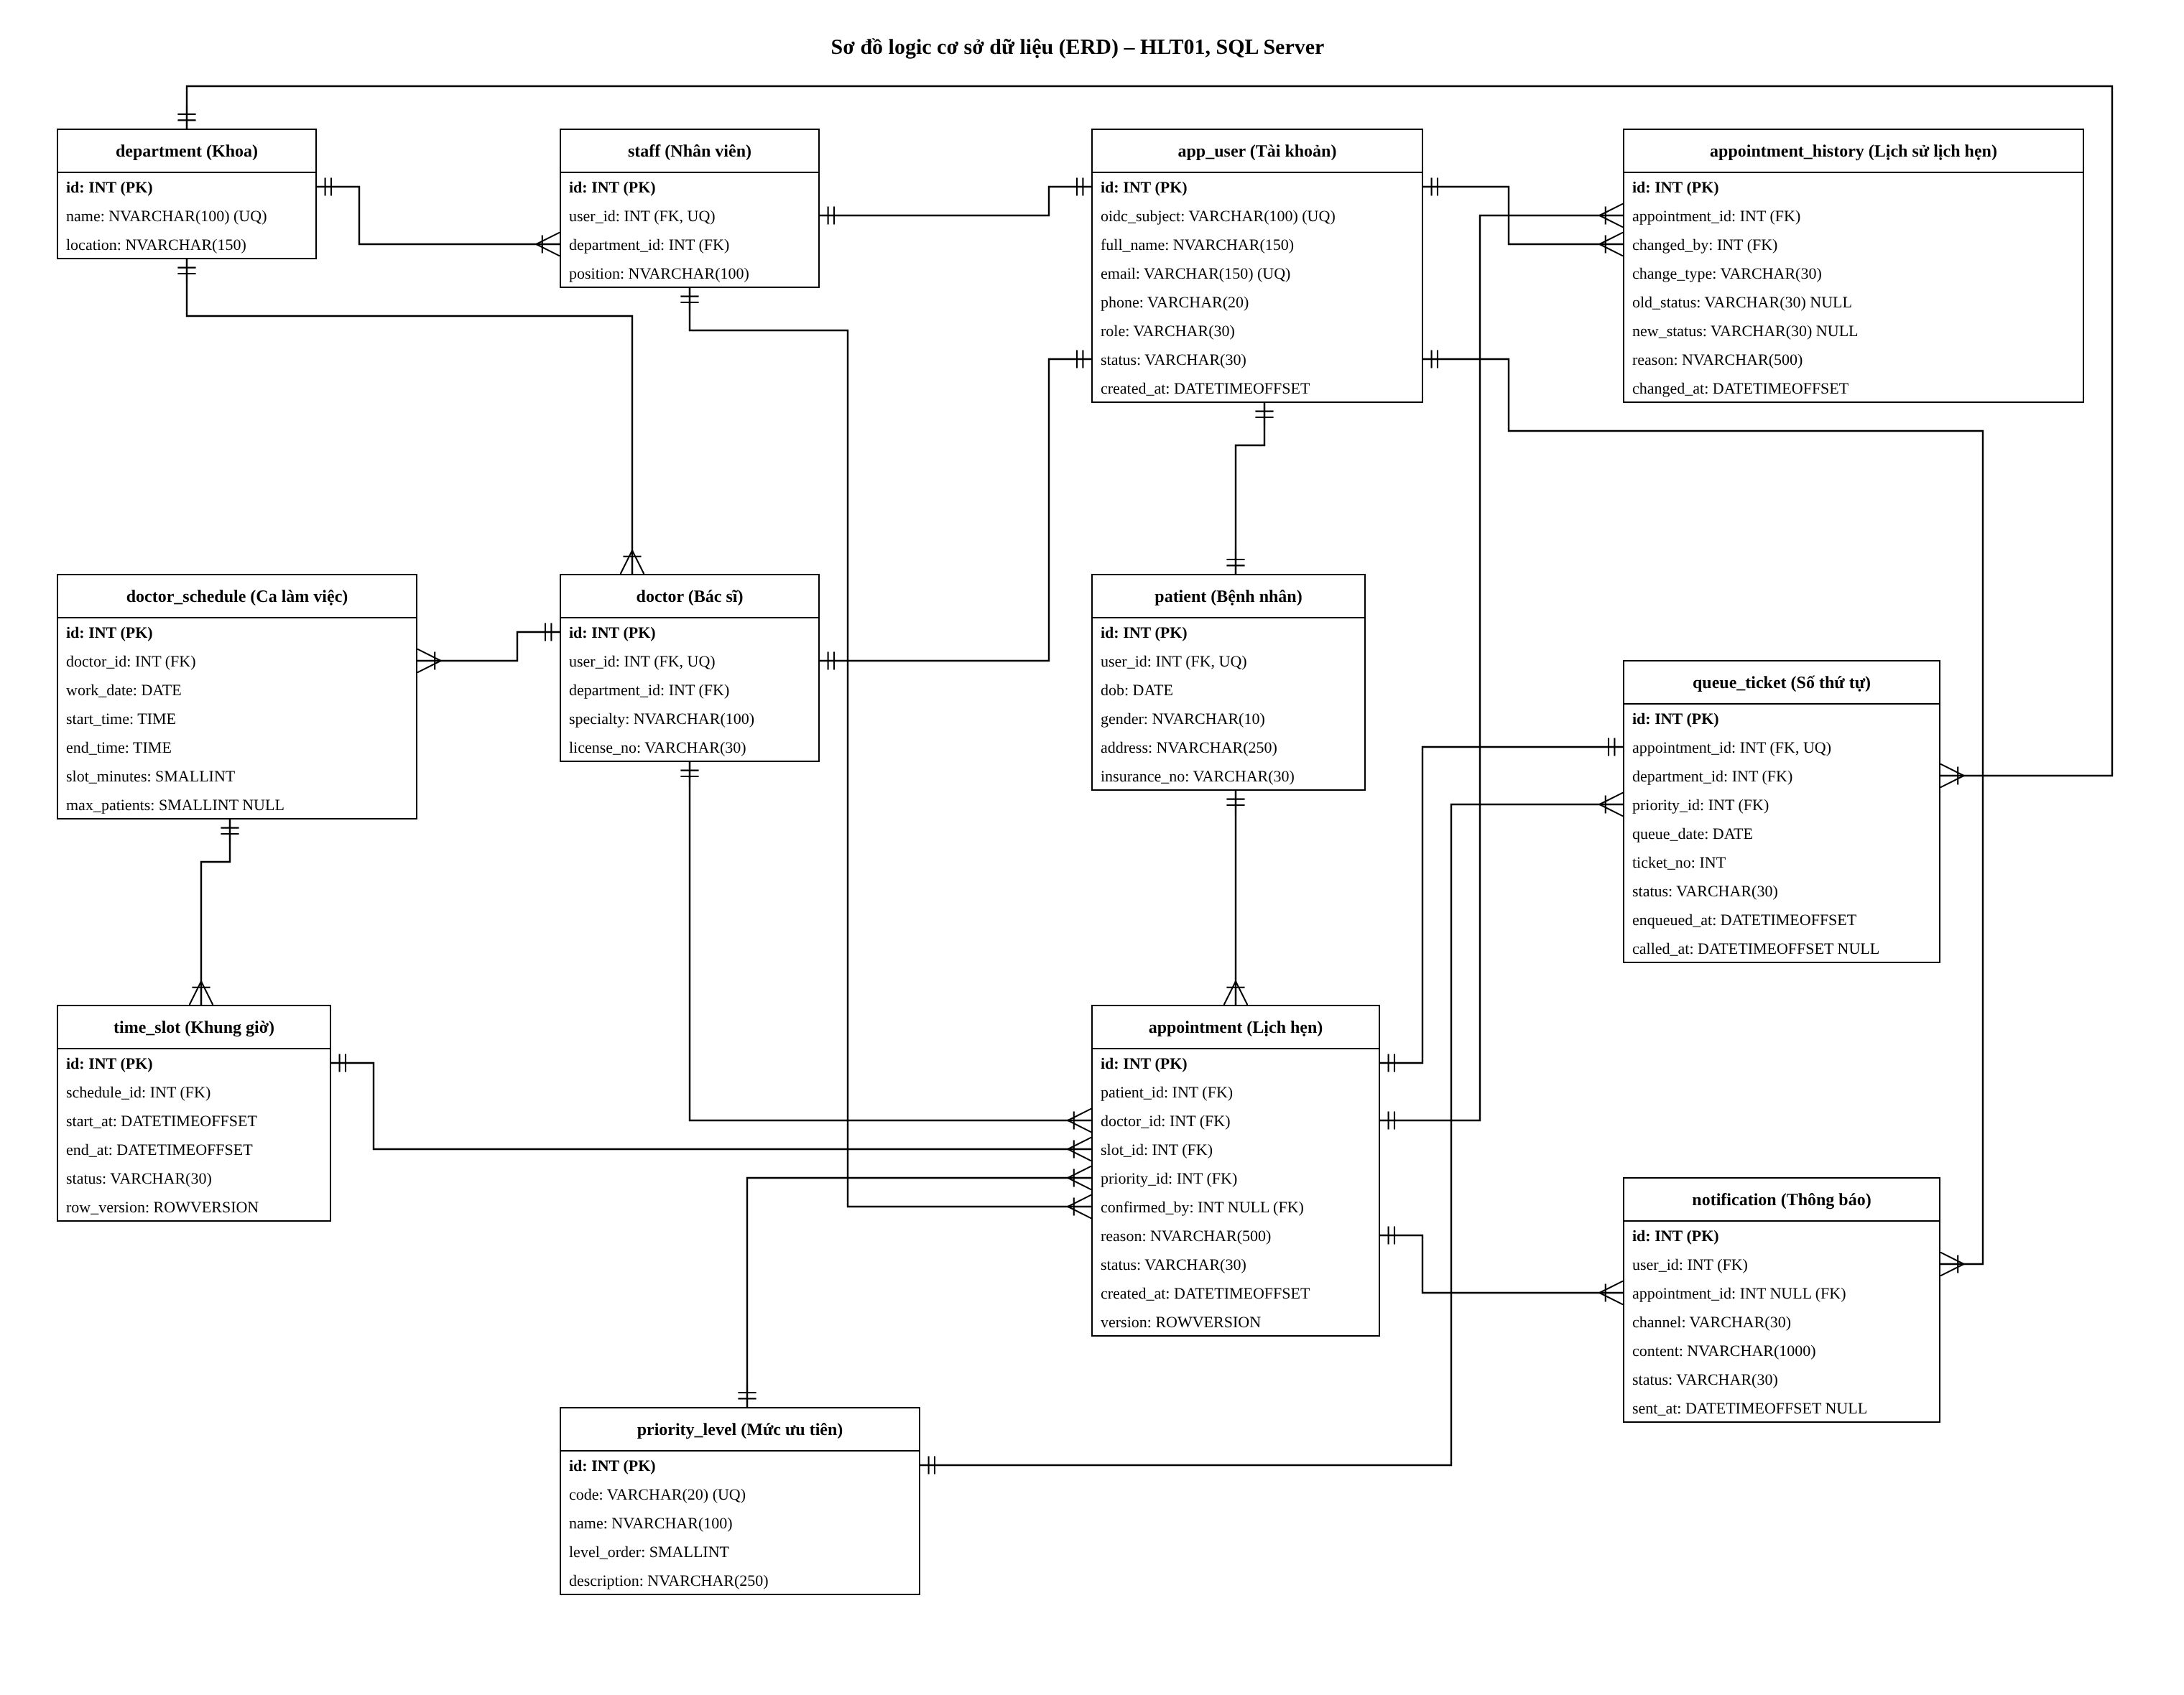 Sơ đồ logic cơ sở dữ liệu (ERD) – HLT01, SQL Server
department (Khoa)
id: INT (PK)
name: NVARCHAR(100) (UQ)
location: NVARCHAR(150)
staff (Nhân viên)
id: INT (PK)
user_id: INT (FK, UQ)
department_id: INT (FK)
position: NVARCHAR(100)
app_user (Tài khoản)
id: INT (PK)
oidc_subject: VARCHAR(100) (UQ)
full_name: NVARCHAR(150)
email: VARCHAR(150) (UQ)
phone: VARCHAR(20)
role: VARCHAR(30)
status: VARCHAR(30)
created_at: DATETIMEOFFSET
appointment_history (Lịch sử lịch hẹn)
id: INT (PK)
appointment_id: INT (FK)
changed_by: INT (FK)
change_type: VARCHAR(30)
old_status: VARCHAR(30) NULL
new_status: VARCHAR(30) NULL
reason: NVARCHAR(500)
changed_at: DATETIMEOFFSET
doctor_schedule (Ca làm việc)
id: INT (PK)
doctor_id: INT (FK)
work_date: DATE
start_time: TIME
end_time: TIME
slot_minutes: SMALLINT
max_patients: SMALLINT NULL
doctor (Bác sĩ)
id: INT (PK)
user_id: INT (FK, UQ)
department_id: INT (FK)
specialty: NVARCHAR(100)
license_no: VARCHAR(30)
patient (Bệnh nhân)
id: INT (PK)
user_id: INT (FK, UQ)
dob: DATE
gender: NVARCHAR(10)
address: NVARCHAR(250)
insurance_no: VARCHAR(30)
queue_ticket (Số thứ tự)
id: INT (PK)
appointment_id: INT (FK, UQ)
department_id: INT (FK)
priority_id: INT (FK)
queue_date: DATE
ticket_no: INT
status: VARCHAR(30)
enqueued_at: DATETIMEOFFSET
called_at: DATETIMEOFFSET NULL
time_slot (Khung giờ)
id: INT (PK)
schedule_id: INT (FK)
start_at: DATETIMEOFFSET
end_at: DATETIMEOFFSET
status: VARCHAR(30)
row_version: ROWVERSION
appointment (Lịch hẹn)
id: INT (PK)
patient_id: INT (FK)
doctor_id: INT (FK)
slot_id: INT (FK)
priority_id: INT (FK)
confirmed_by: INT NULL (FK)
reason: NVARCHAR(500)
status: VARCHAR(30)
created_at: DATETIMEOFFSET
version: ROWVERSION
notification (Thông báo)
id: INT (PK)
user_id: INT (FK)
appointment_id: INT NULL (FK)
channel: VARCHAR(30)
content: NVARCHAR(1000)
status: VARCHAR(30)
sent_at: DATETIMEOFFSET NULL
priority_level (Mức ưu tiên)
id: INT (PK)
code: VARCHAR(20) (UQ)
name: NVARCHAR(100)
level_order: SMALLINT
description: NVARCHAR(250)